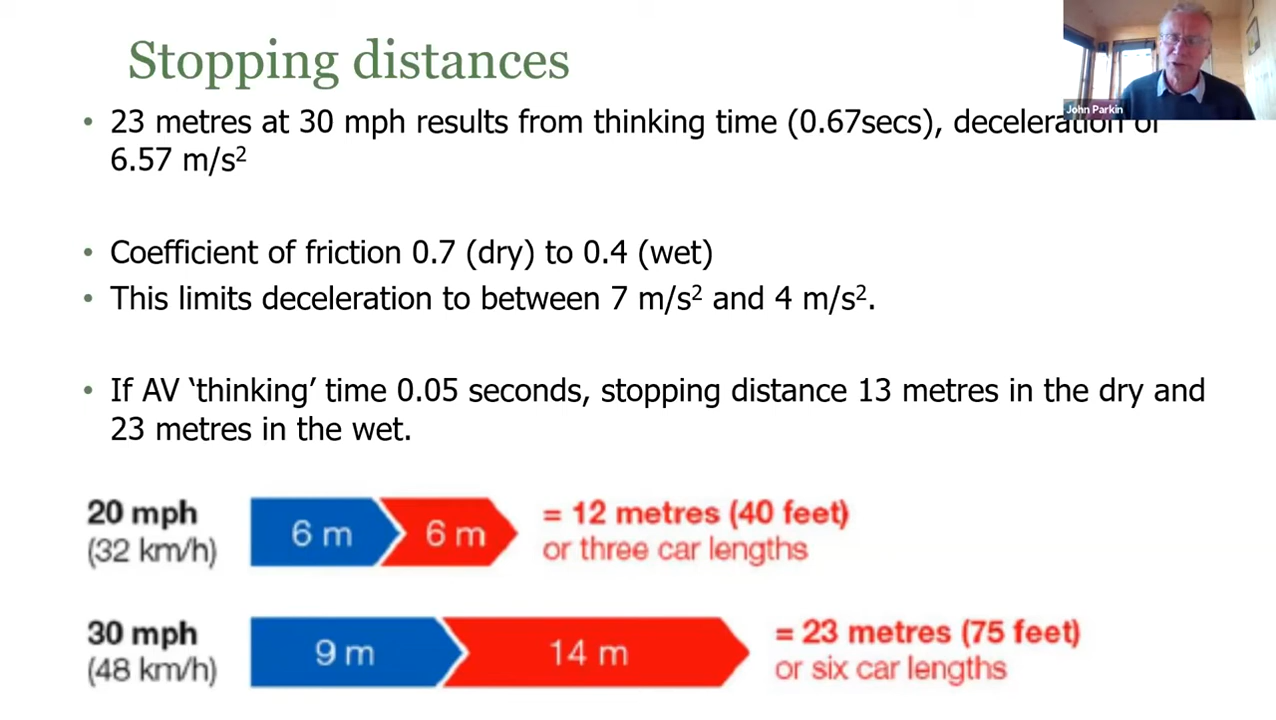 Stopping distances
John Parkin
• 23 metres at 30 mph results from thinking time (0.67secs), deceleration of
6.57 m/s²
• Coefficient of friction 0.7 (dry) to 0.4 (wet)
• This limits deceleration to between 7 m/s² and 4 m/s².
• If AV ‘thinking’ time 0.05 seconds, stopping distance 13 metres in the dry and
23 metres in the wet.
20 mph
(32 km/h)
6 m
6 m
= 12 metres (40 feet)
or three car lengths
30 mph
(48 km/h)
9 m
14 m
= 23 metres (75 feet)
or six car lengths